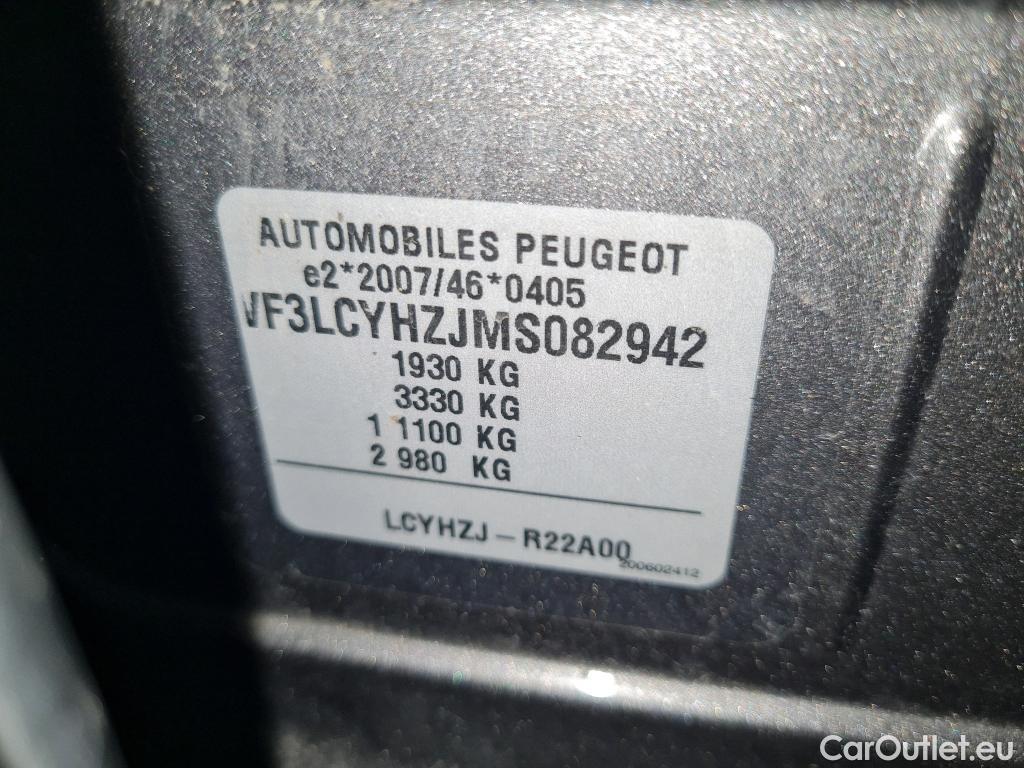 AUTOMOBILES PEUGEOT
e2*2007/46*0405
VF3LCYHZJMS082942
1930 KG
3330 KG
1 1100 KG
2 980 KG
LCYHZJ – R22A00
200602412
CarOutlet.eu